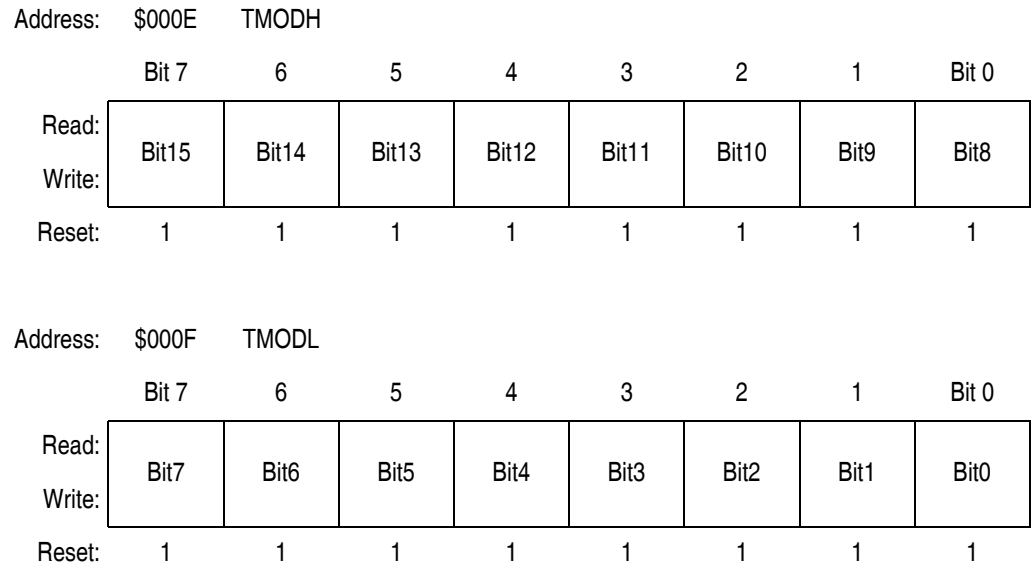 Address: $000E TMODH
Bit 7 6 5 4 3 2 1 Bit 0
Read:
Bit15 Bit14 Bit13 Bit12 Bit11 Bit10 Bit9 Bit8
Write:
Reset: 1 1 1 1 1 1 1 1
Address: $000F TMODL
Bit 7 6 5 4 3 2 1 Bit 0
Read:
Bit7 Bit6 Bit5 Bit4 Bit3 Bit2 Bit1 Bit0
Write:
Reset: 1 1 1 1 1 1 1 1